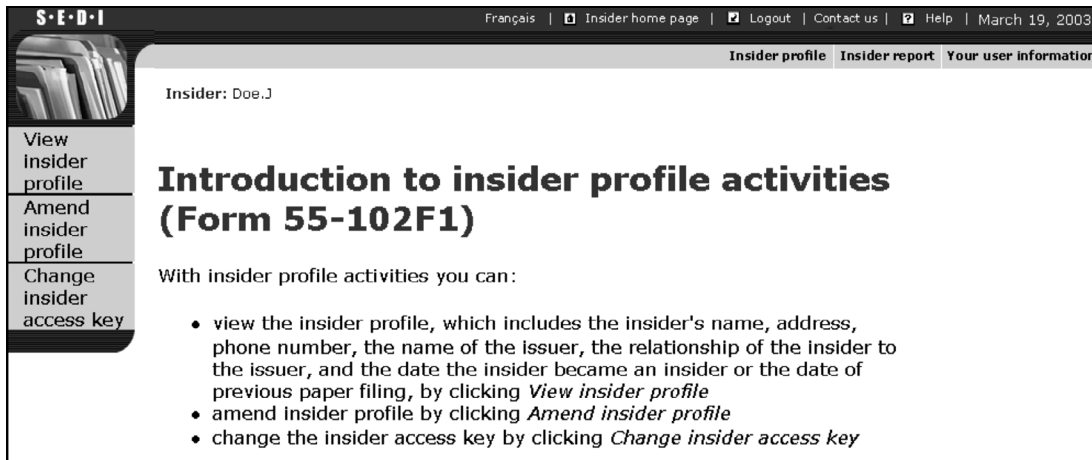 S•E•D•I
Français | Insider home page | Logout | Contact us | Help | March 19, 2003
Insider profile Insider report Your user information
Insider: Doe.J
View
insider
profile
Amend
insider
profile
Change
insider
access key
Introduction to insider profile activities
(Form 55-102F1)
With insider profile activities you can:
• view the insider profile, which includes the insider's name, address,
phone number, the name of the issuer, the relationship of the insider to
the issuer, and the date the insider became an insider or the date of
previous paper filing, by clicking View insider profile
• amend insider profile by clicking Amend insider profile
• change the insider access key by clicking Change insider access key